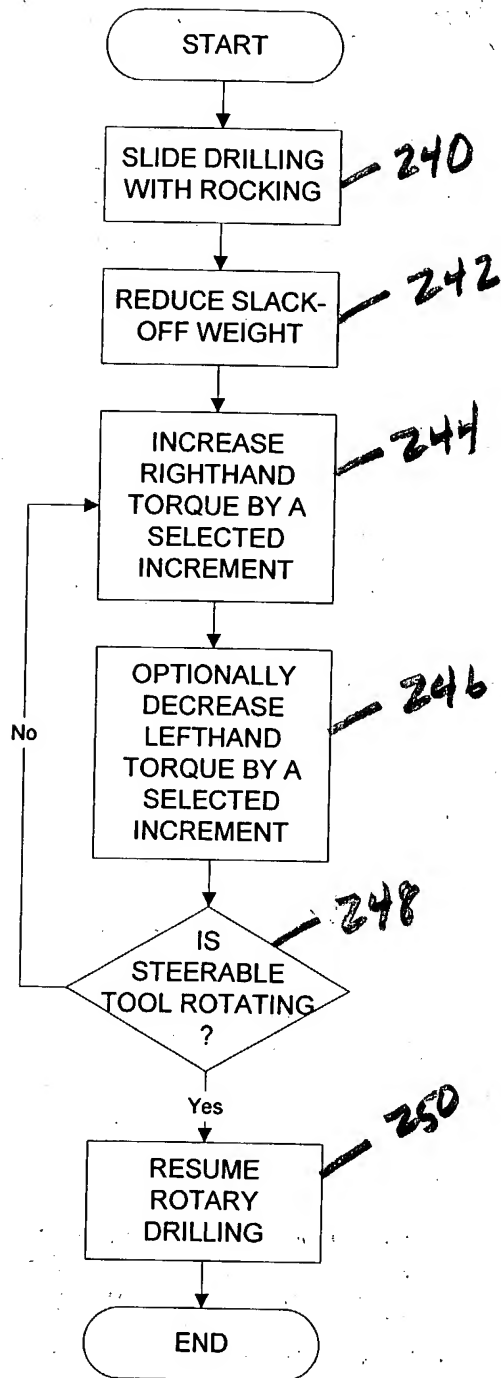 START
SLIDE DRILLING
WITH ROCKING
240
REDUCE SLACK-
OFF WEIGHT
242
INCREASE
RIGHTHAND
TORQUE BY A
SELECTED
INCREMENT
244
OPTIONALLY
DECREASE
LEFTHAND
TORQUE BY A
SELECTED
INCREMENT
246
No
IS
STEERABLE
TOOL ROTATING
?
248
Yes
RESUME
ROTARY
DRILLING
250
END